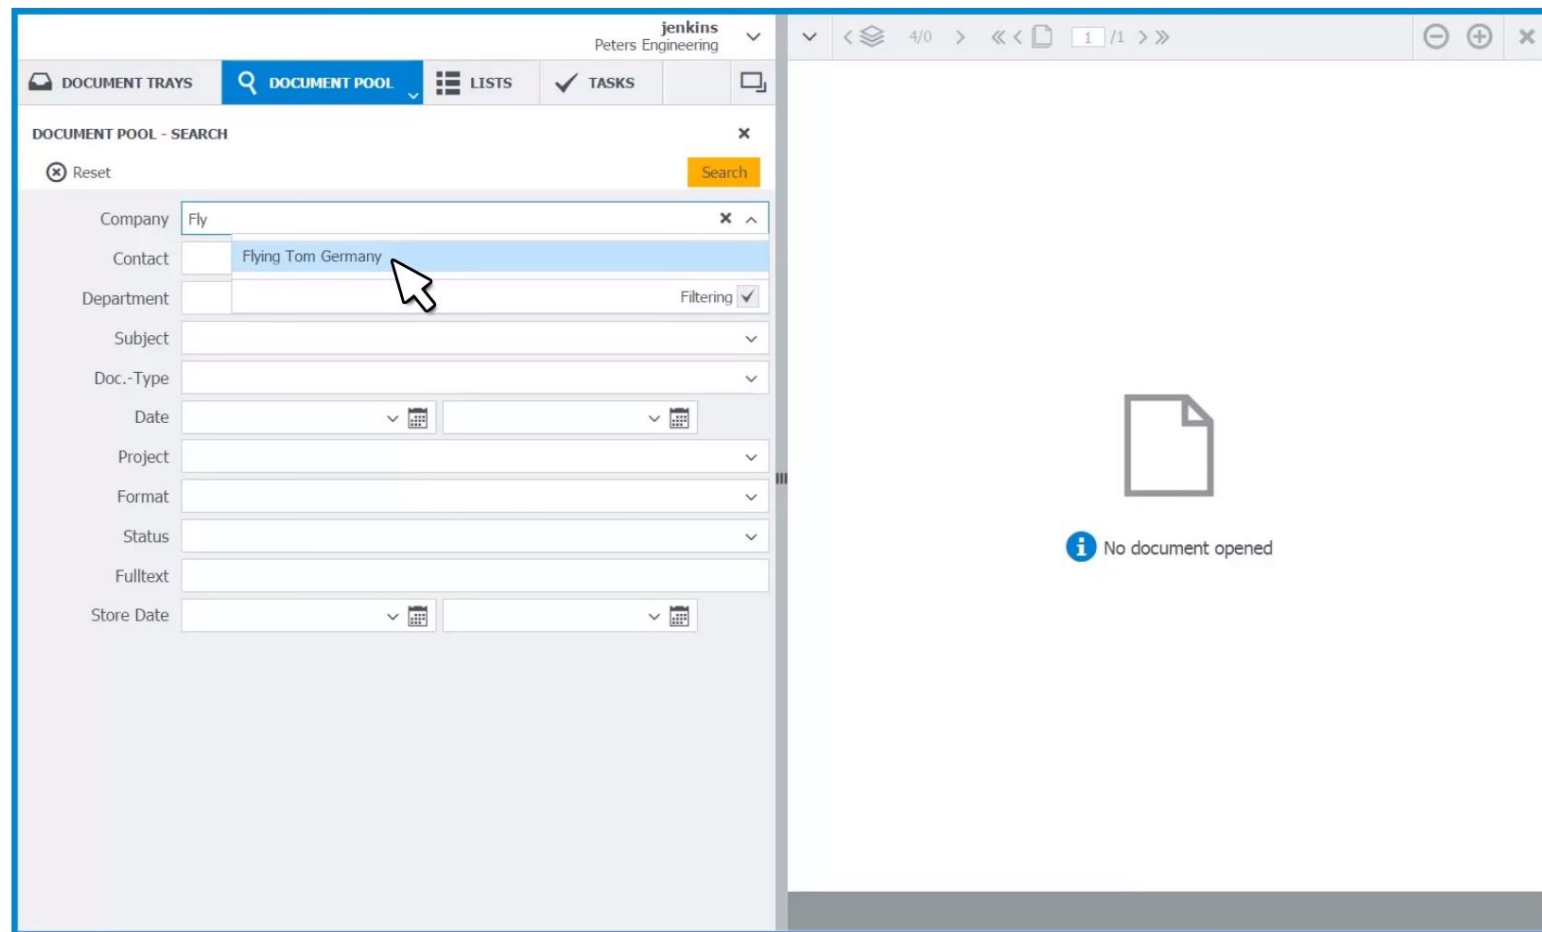 jenkins
Peters Engineering
4/0
1 /1
DOCUMENT TRAYS
DOCUMENT POOL
LISTS
TASKS
DOCUMENT POOL - SEARCH
Reset
Search
Company Fly
Flying Tom Germany
Contact
Department
Filtering
Subject
Doc.-Type
Date
Project
Format
Status
Fulltext
Store Date
No document opened